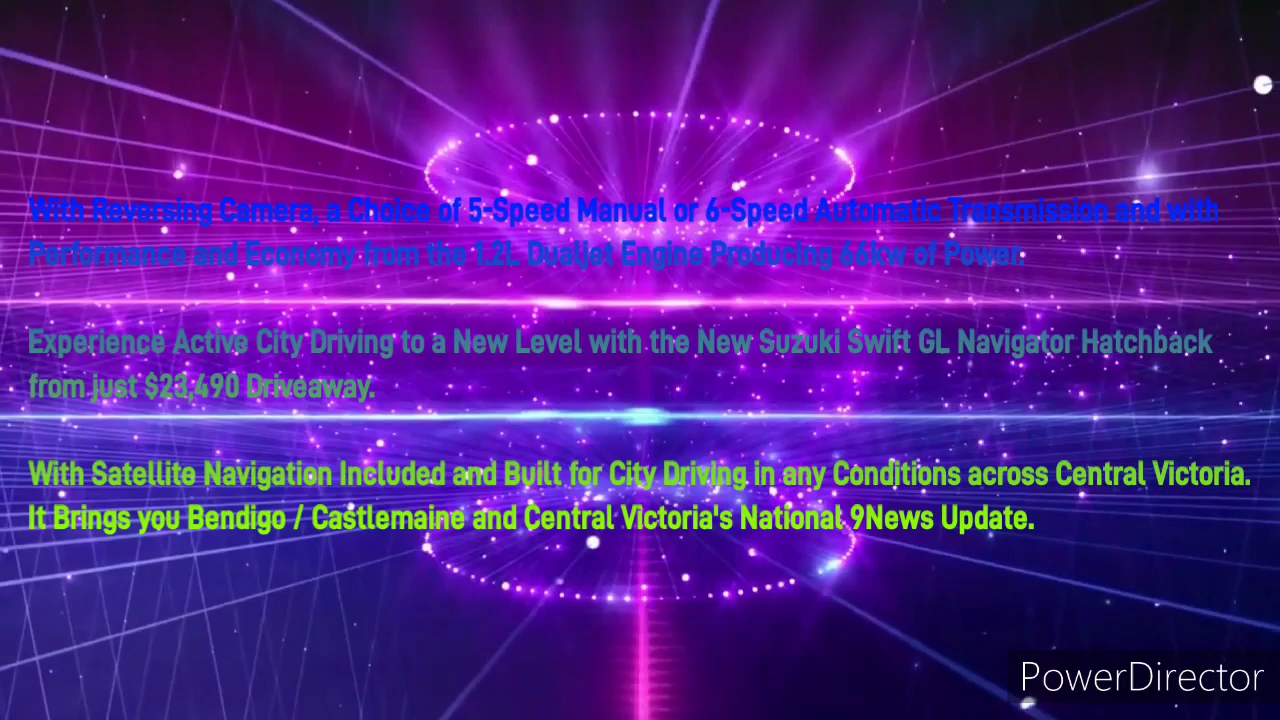 With Reversing Camera, a Choice of 5-Speed Manual or 6-Speed Automatic Transmission and with
Performance and Economy from the 1.2L Dualjet Engine Producing 66kw of Power.
Experience Active City Driving to a New Level with the New Suzuki Swift GL Navigator Hatchback
from just $23,490 Driveaway.
With Satellite Navigation Included and Built for City Driving in any Conditions across Central Victoria.
It Brings you Bendigo / Castlemaine and Central Victoria's National 9News Update.
PowerDirector